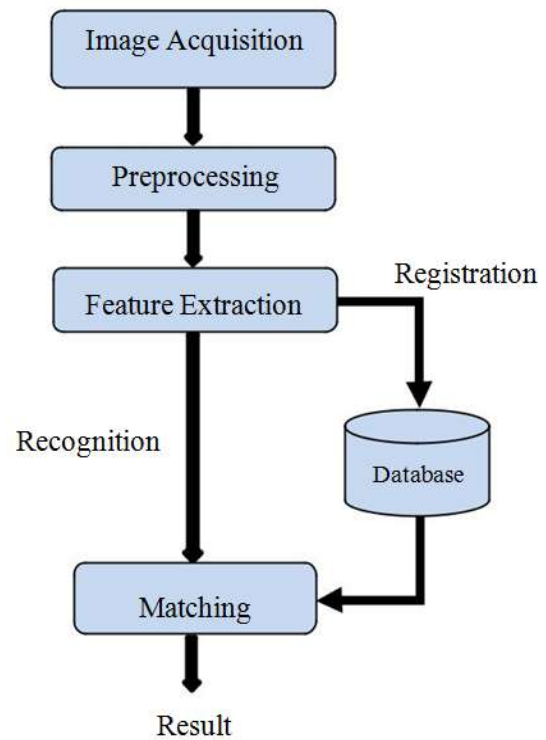 Image Acquisition
Preprocessing
Registration
Feature Extraction
Recognition
Database
Matching
Result